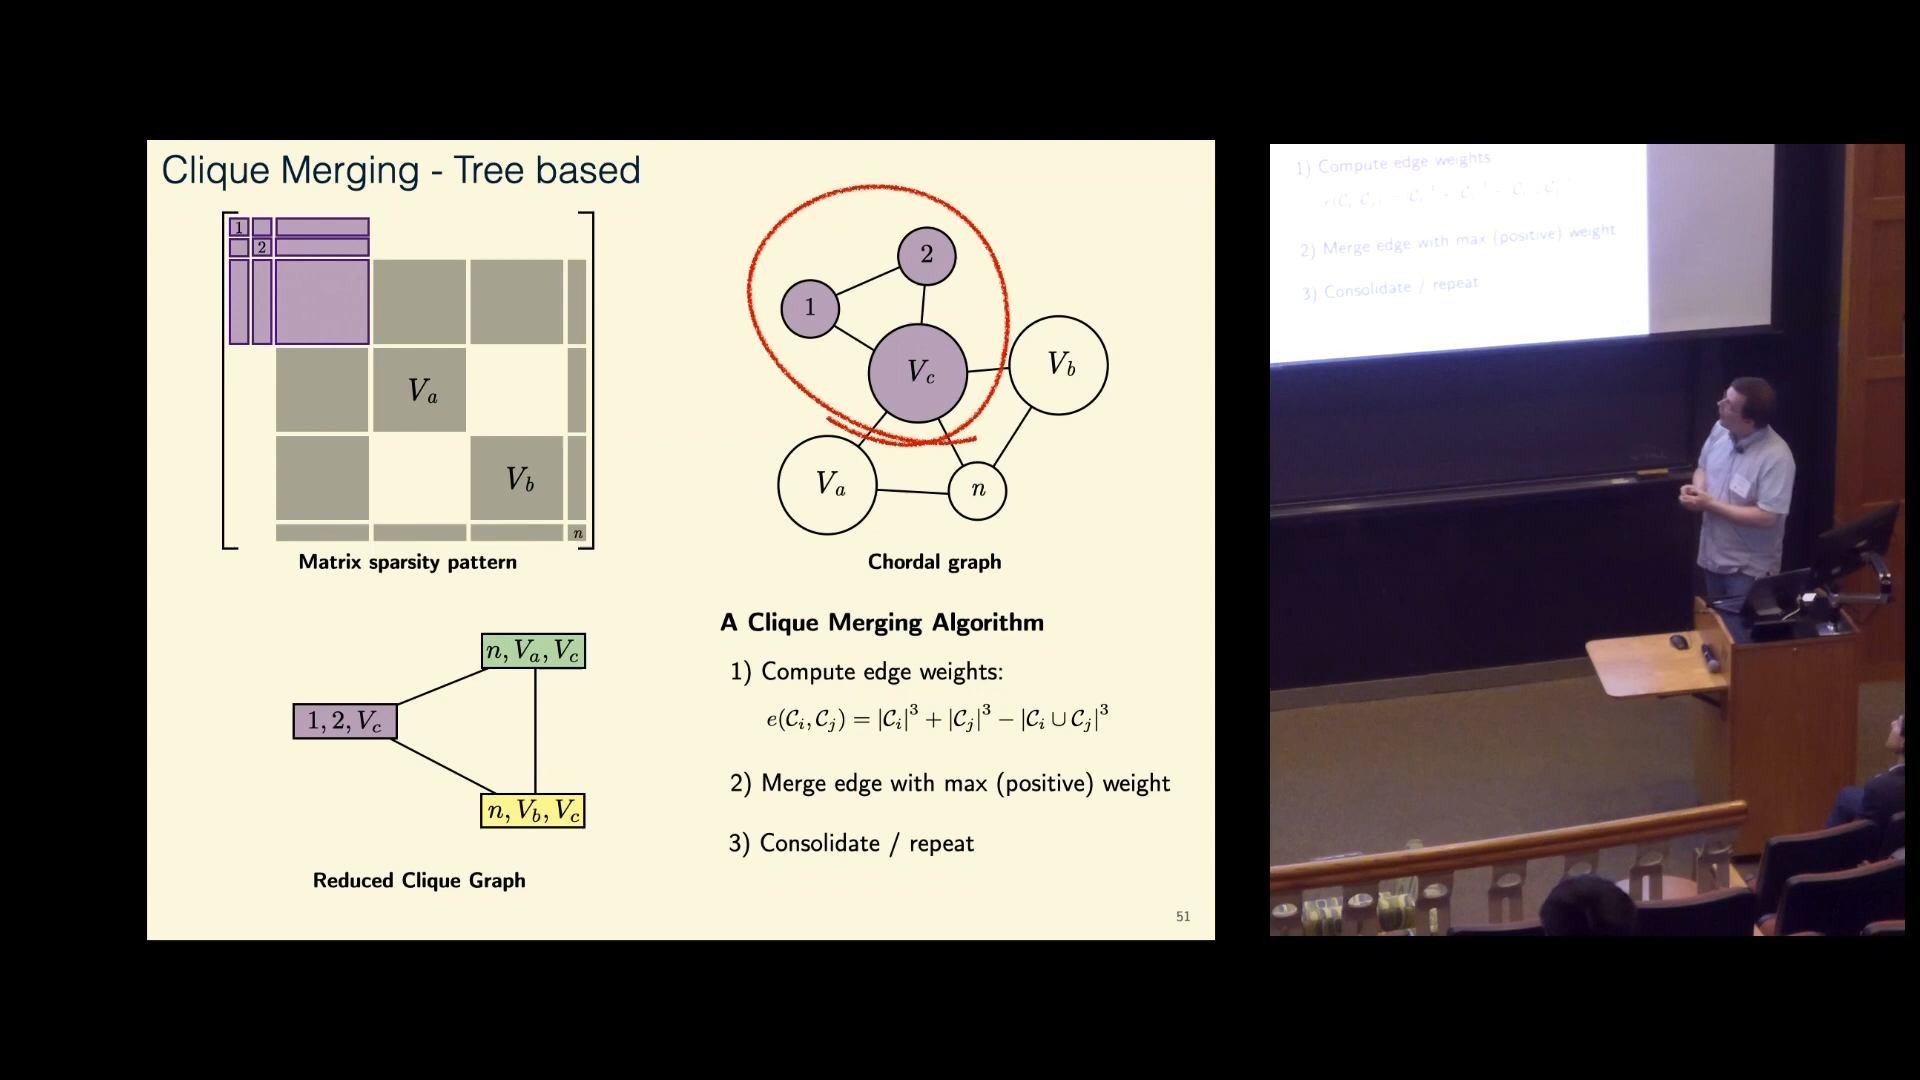 Clique Merging - Tree based
1
2
V_a
V_b
n
Matrix sparsity pattern
2
1
V_c
V_b
V_a
n
Chordal graph
n, V_a, V_c
1, 2, V_c
n, V_b, V_c
Reduced Clique Graph
A Clique Merging Algorithm
1) Compute edge weights:
e(𝒞_i, 𝒞_j) = |𝒞_i|^3 + |𝒞_j|^3 − |𝒞_i ∪ 𝒞_j|^3
2) Merge edge with max (positive) weight
3) Consolidate / repeat
51
1) Compute edge weights
2) Merge edge with max (positive) weight
3) Consolidate / repeat